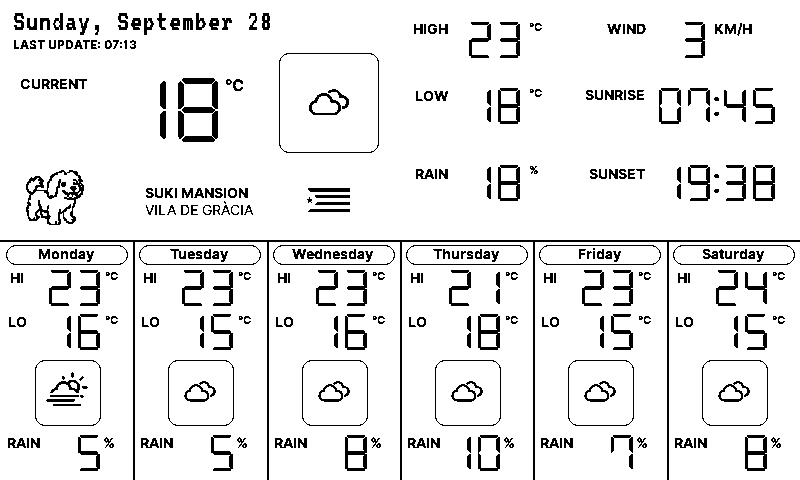 Sunday, September 28
LAST UPDATE: 07:13
CURRENT 18 °C
HIGH 23 °C
LOW 18 °C
RAIN 18 %
WIND 3 KM/H
SUNRISE 07:45
SUNSET 19:38
SUKI MANSION
VILA DE GRÀCIA
Monday
HI 23 °C
LO 16 °C
RAIN 5 %
Tuesday
HI 23 °C
LO 15 °C
RAIN 5 %
Wednesday
HI 23 °C
LO 16 °C
RAIN 8 %
Thursday
HI 21 °C
LO 18 °C
RAIN 10 %
Friday
HI 23 °C
LO 15 °C
RAIN 7 %
Saturday
HI 24 °C
LO 15 °C
RAIN 8 %